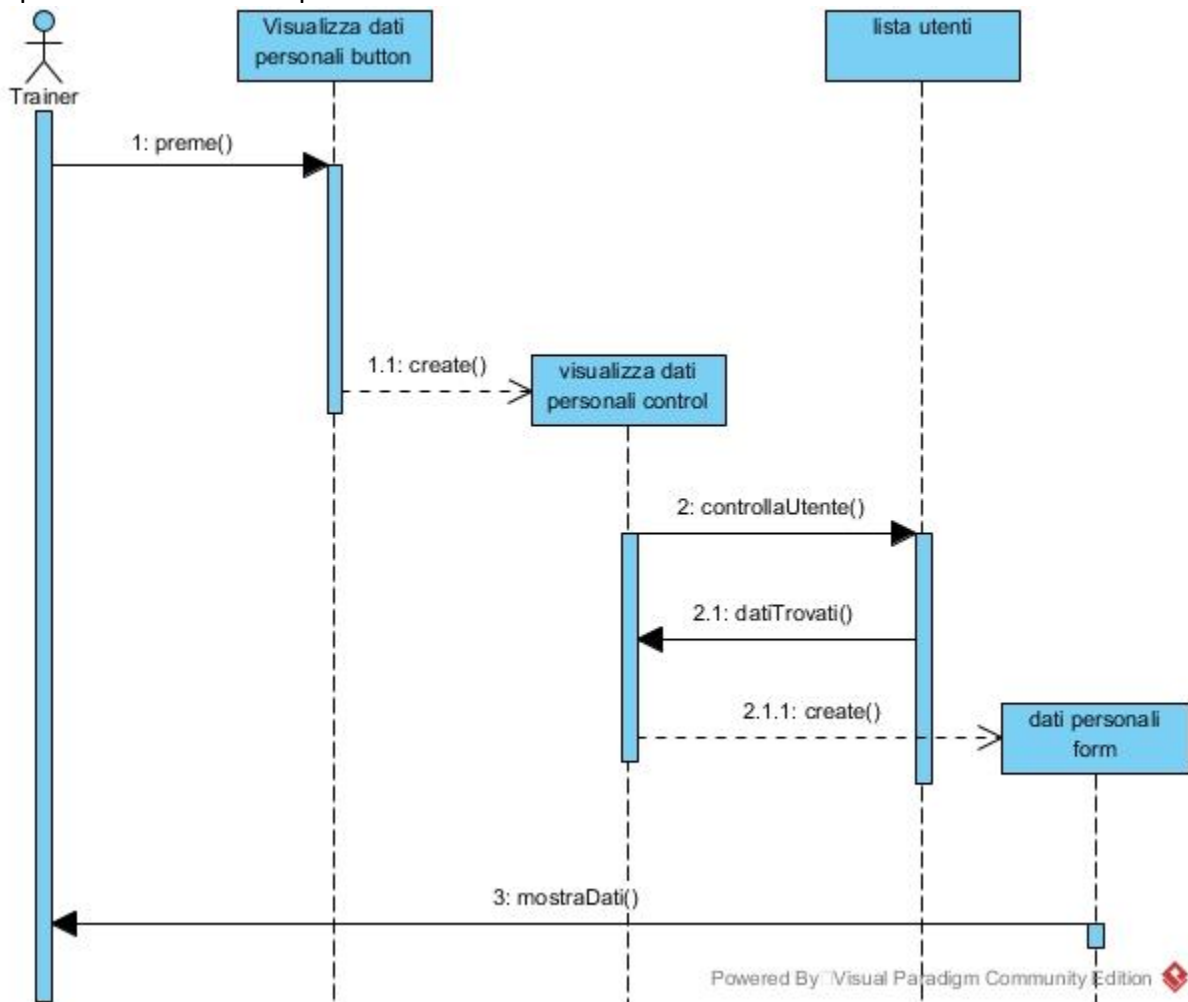 Visualizza dati
personali button
lista utenti
Trainer
1: preme()
1.1: create()
visualizza dati
personali control
2: controllaUtente()
2.1: datiTrovati()
2.1.1: create()
dati personali
form
3: mostraDati()
Powered By Visual Paradigm Community Edition